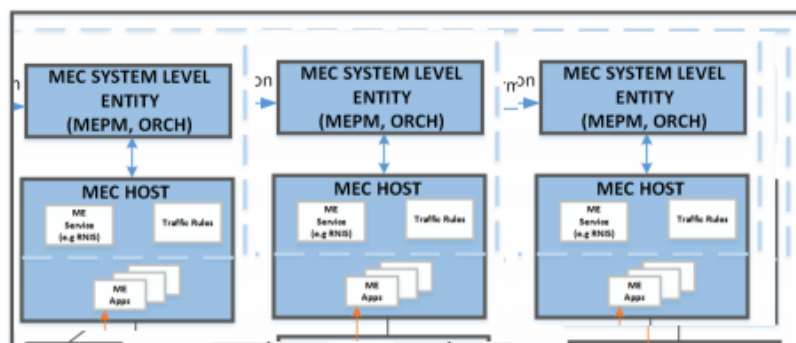 MEC SYSTEM LEVEL
ENTITY
(MEPM, ORCH)
MEC HOST
ME
Service
(e.g RNIS)
Traffic Rules
ME
Apps
on
MEC SYSTEM LEVEL
ENTITY
(MEPM, ORCH)
MEC HOST
ME
Service
(e.g RNIS)
Traffic Rules
ME
Apps
on
MEC SYSTEM LEVEL
ENTITY
(MEPM, ORCH)
MEC HOST
ME
Service
(e.g RNIS)
Traffic Rules
ME
Apps